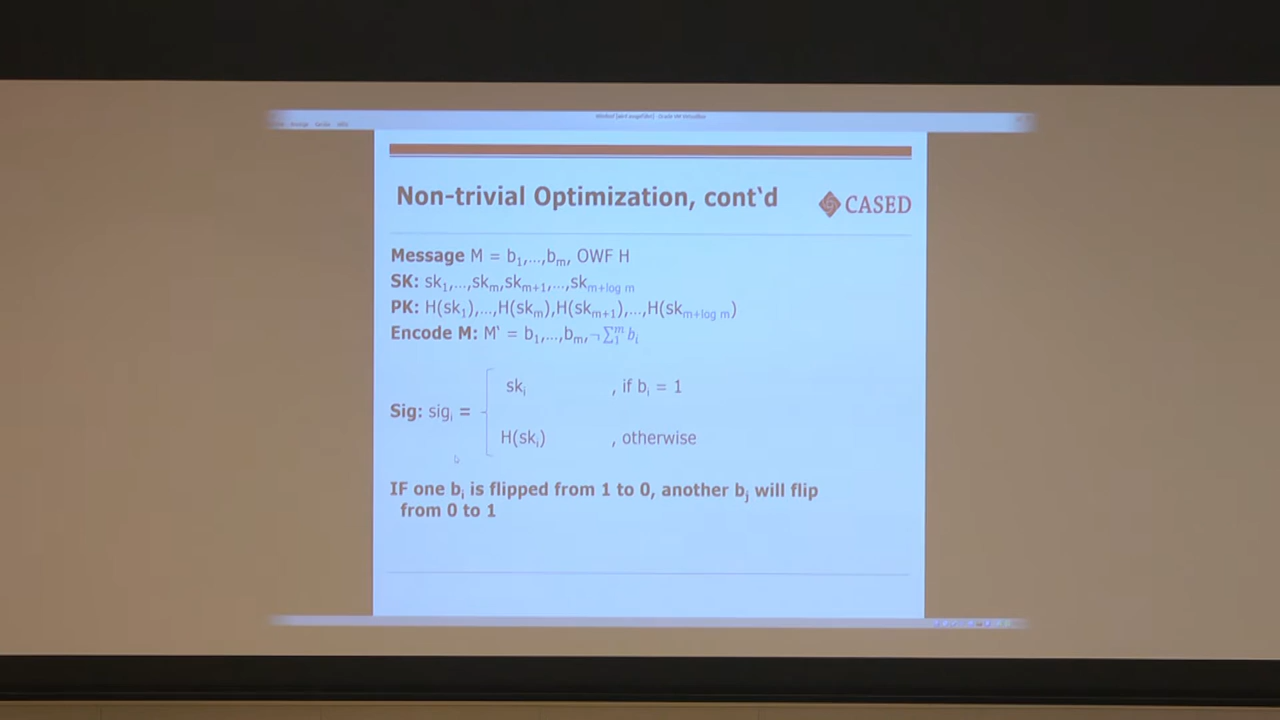 Non-trivial Optimization, cont'd
CASED
Message M = b1,...,bm, OWF H
SK: sk1,...,skm,skm+1,...,skm+log m
PK: H(sk1),...,H(skm),H(skm+1),...,H(skm+log m)
Encode M: M' = b1,...,bm,¬∑₁ᵐ bi
ski , if bi = 1
Sig: sigi =
H(ski) , otherwise
IF one bi is flipped from 1 to 0, another bj will flip
from 0 to 1